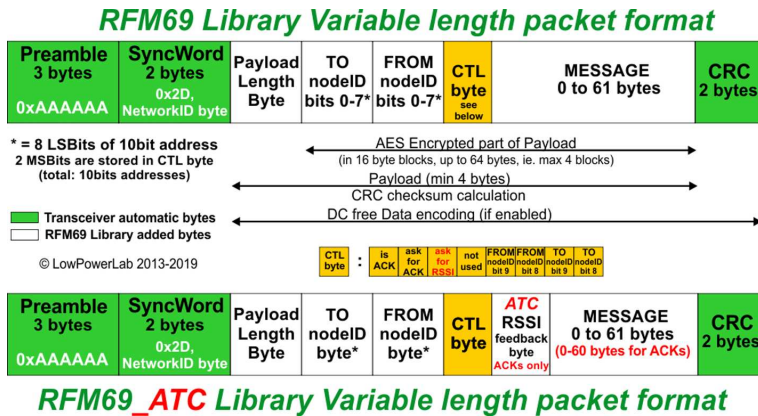 RFM69 Library Variable length packet format
Preamble
3 bytes
0xAAAAAA
SyncWord
2 bytes
0x2D,
NetworkID byte
Payload
Length
Byte
TO
nodeID
bits 0-7*
FROM
nodeID
bits 0-7*
CTL
byte
see
below
MESSAGE
0 to 61 bytes
CRC
2 bytes
* = 8 LSBits of 10bit address
2 MSBits are stored in CTL byte
(total: 10bits addresses)
AES Encrypted part of Payload
(in 16 byte blocks, up to 64 bytes, ie. max 4 blocks)
Payload (min 4 bytes)
CRC checksum calculation
DC free Data encoding (if enabled)
Transceiver automatic bytes
RFM69 Library added bytes
© LowPowerLab 2013-2019
CTL
byte
:
is
ACK
ask
for
ACK
ask
for
RSSI
not
used
FROM
nodeID
bit 9
FROM
nodeID
bit 8
TO
nodeID
bit 9
TO
nodeID
bit 8
Preamble
3 bytes
0xAAAAAA
SyncWord
2 bytes
0x2D,
NetworkID byte
Payload
Length
Byte
TO
nodeID
byte*
FROM
nodeID
byte*
CTL
byte
ATC
RSSI
feedback
byte
ACKs only
MESSAGE
0 to 61 bytes
(0-60 bytes for ACKs)
CRC
2 bytes
RFM69_ATC Library Variable length packet format